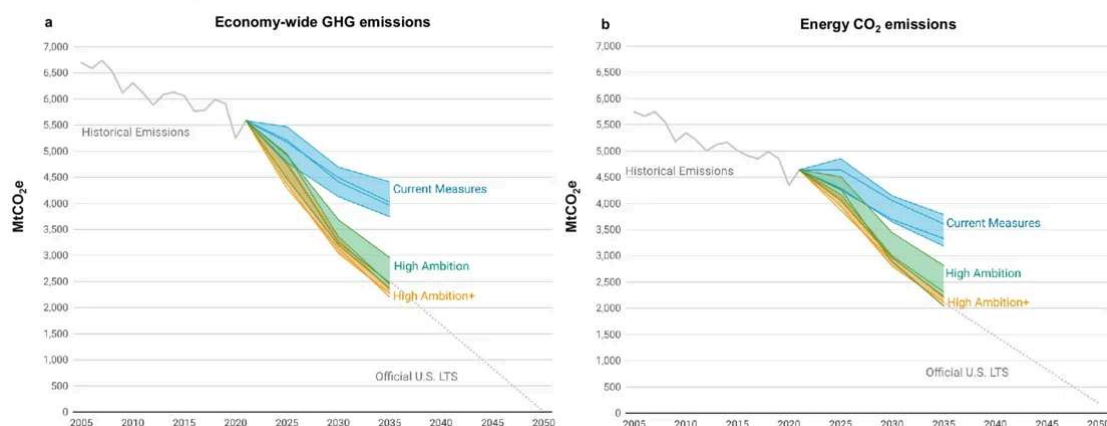 a Economy-wide GHG emissions
MtCO₂e
7,000
6,500
6,000
5,500
5,000
4,500
4,000
3,500
3,000
2,500
2,000
1,500
1,000
500
0
Historical Emissions
Current Measures
High Ambition
High Ambition+
Official U.S. LTS
2005 2010 2015 2020 2025 2030 2035 2040 2045 2050
b Energy CO₂ emissions
MtCO₂e
7,000
6,500
6,000
5,500
5,000
4,500
4,000
3,500
3,000
2,500
2,000
1,500
1,000
500
0
Historical Emissions
Current Measures
High Ambition
High Ambition+
Official U.S. LTS
2005 2010 2015 2020 2025 2030 2035 2040 2045 2050